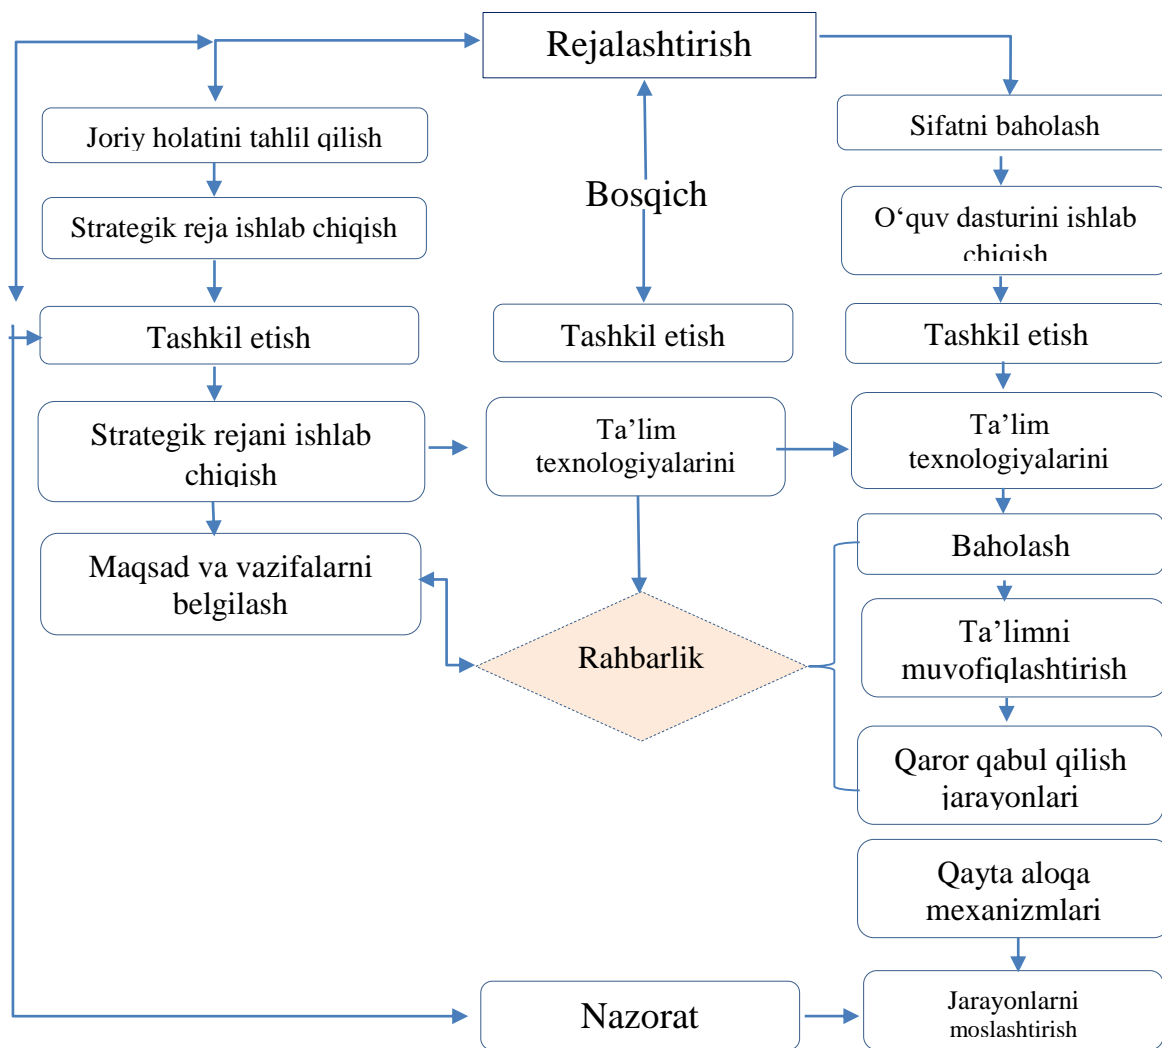 Rejalashtirish
Joriy holatini tahlil qilish
Strategik reja ishlab chiqish
Tashkil etish
Strategik rejani ishlab
chiqish
Maqsad va vazifalarni
belgilash
Bosqich
Tashkil etish
Ta’lim
texnologiyalarini
Rahbarlik
Nazorat
Sifatni baholash
O‘quv dasturini ishlab
chiqish
Tashkil etish
Ta’lim
texnologiyalarini
Baholash
Ta’limni
muvofiqlashtirish
Qaror qabul qilish
jarayonlari
Qayta aloqa
mexanizmlari
Jarayonlarni
moslashtirish